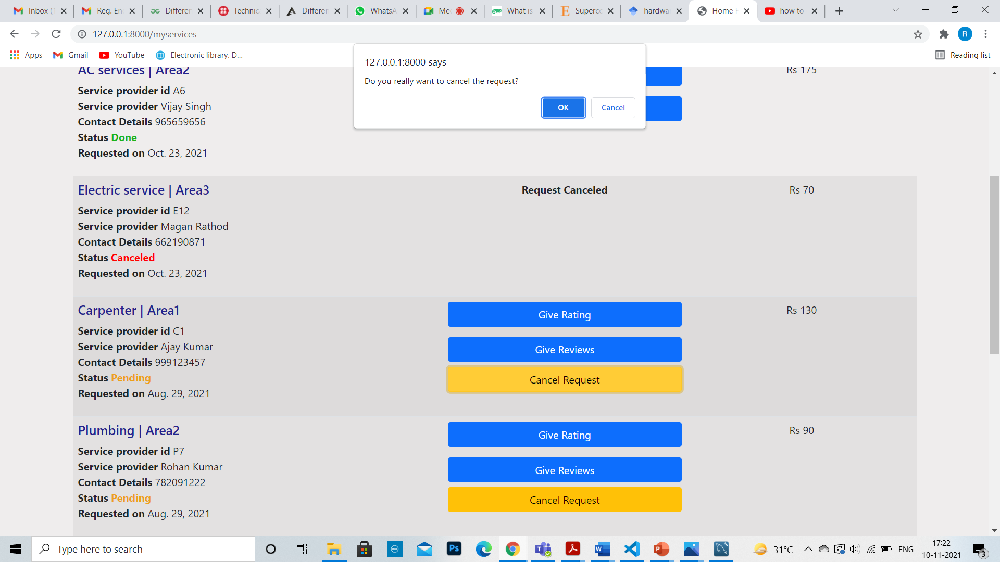 Inbox (1
Reg. En
Differen
Technic
Differen
WhatsA
Mee
What is
Superco
hardwa
Home P
how to
127.0.0.1:8000/myservices
R
Apps
Gmail
YouTube
Electronic library. D...
Reading list
127.0.0.1:8000 says
Do you really want to cancel the request?
OK
Cancel
AC services | Area2
Rs 175
Service provider id A6
Service provider Vijay Singh
Contact Details 965659656
Status Done
Requested on Oct. 23, 2021
Electric service | Area3
Request Canceled
Rs 70
Service provider id E12
Service provider Magan Rathod
Contact Details 662190871
Status Canceled
Requested on Oct. 23, 2021
Carpenter | Area1
Give Rating
Rs 130
Service provider id C1
Service provider Ajay Kumar
Give Reviews
Contact Details 999123457
Status Pending
Cancel Request
Requested on Aug. 29, 2021
Plumbing | Area2
Give Rating
Rs 90
Service provider id P7
Service provider Rohan Kumar
Give Reviews
Contact Details 782091222
Status Pending
Cancel Request
Requested on Aug. 29, 2021
Type here to search
31°C
ENG
17:22
10-11-2021
3